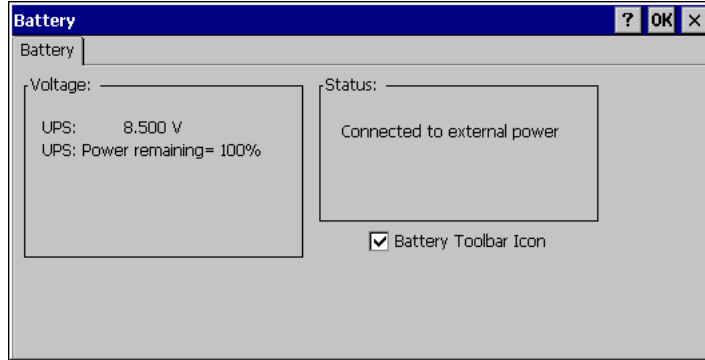 Battery
? OK ×
Battery
Voltage:
UPS: 8.500 V
UPS: Power remaining= 100%
Status:
Connected to external power
Battery Toolbar Icon